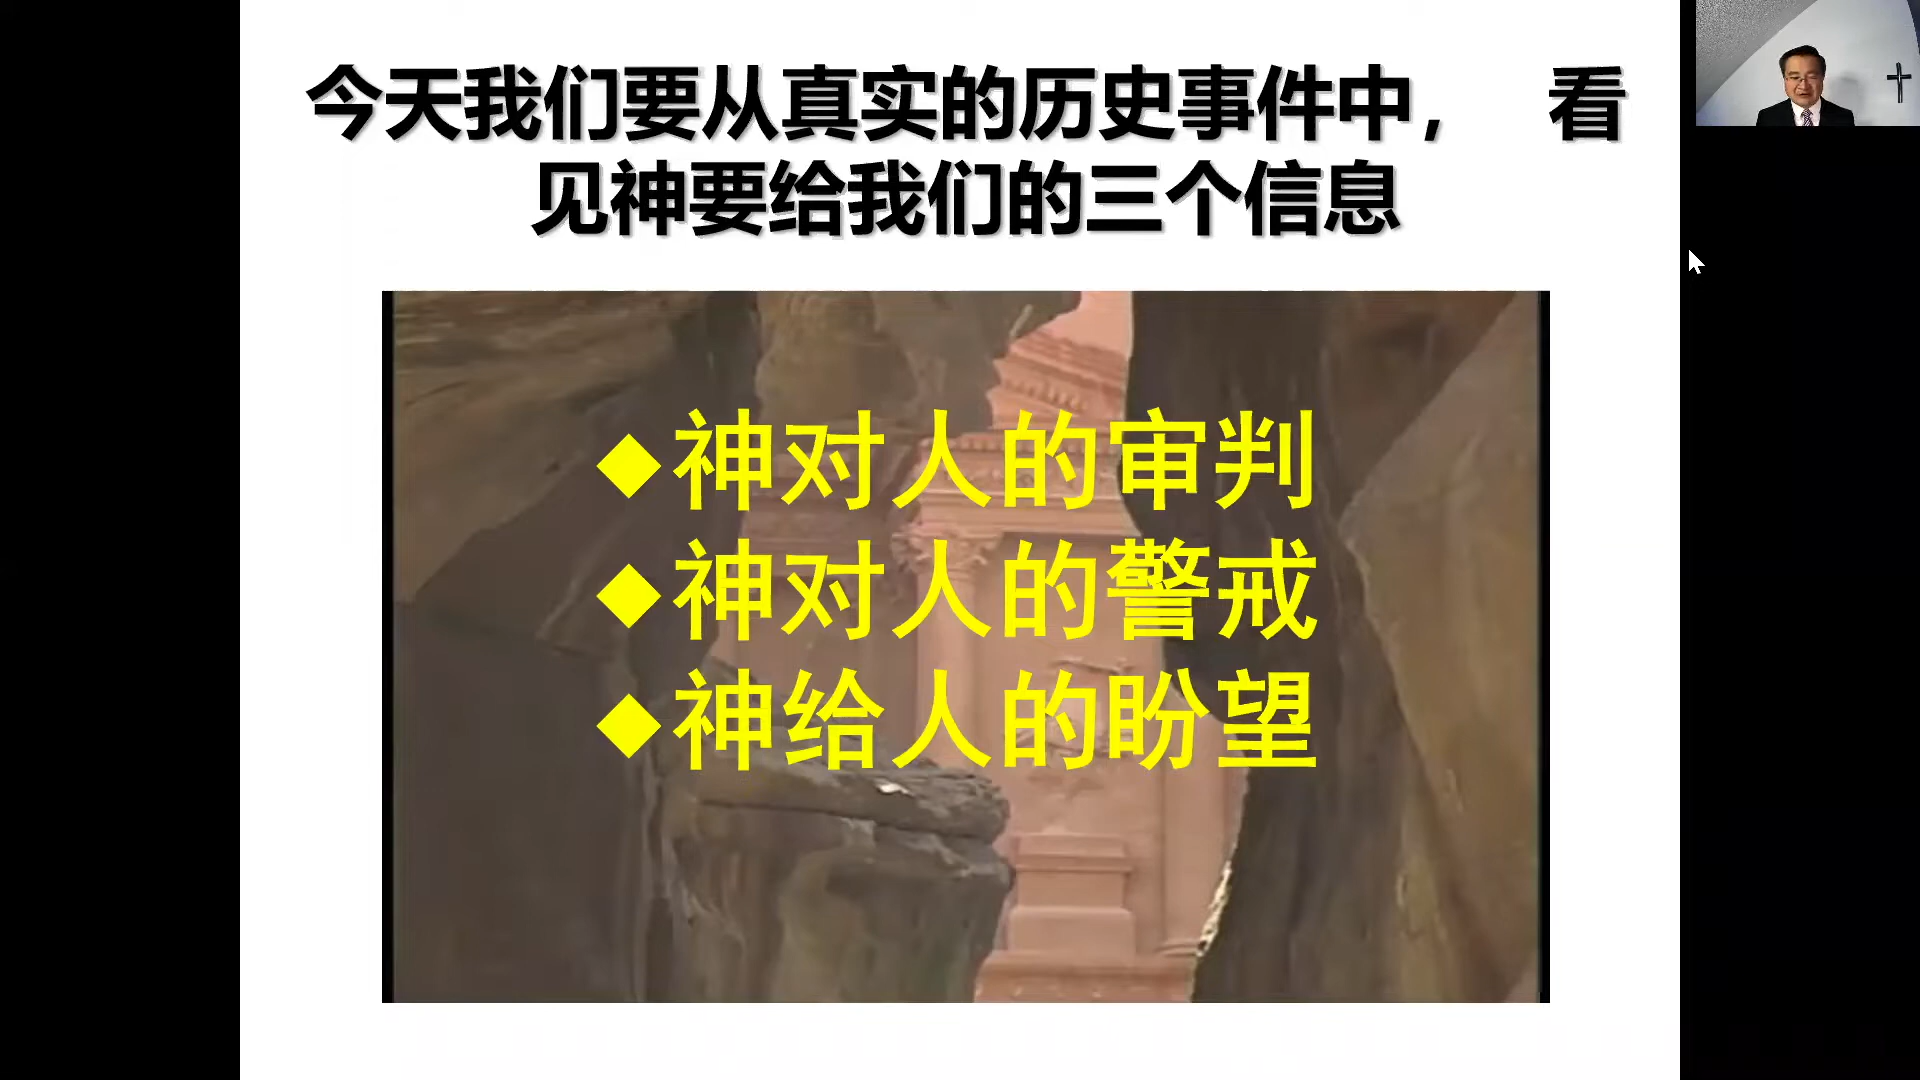 今天我们要从真实的历史事件中， 看
见神要给我们的三个信息
◆神对人的审判
◆神对人的警戒
◆神给人的盼望